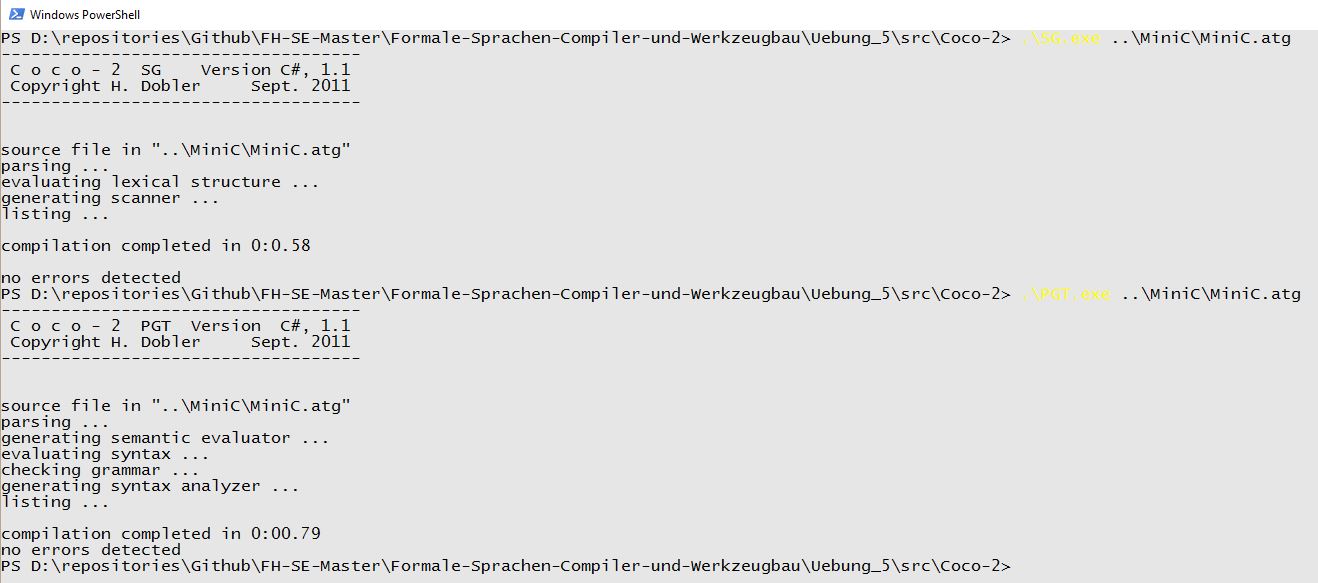 Windows PowerShell
PS D:\repositories\Github\FH-SE-Master\Formale-Sprachen-Compiler-und-Werkzeugbau\Uebung_5\src\Coco-2> .\SG.exe ..\MiniC\MiniC.atg
------------------------------------
C o c o - 2  SG    Version C#, 1.1
Copyright H. Dobler     Sept. 2011
------------------------------------
source file in "..\MiniC\MiniC.atg"
parsing ...
evaluating lexical structure ...
generating scanner ...
listing ...
compilation completed in 0:0.58
no errors detected
PS D:\repositories\Github\FH-SE-Master\Formale-Sprachen-Compiler-und-Werkzeugbau\Uebung_5\src\Coco-2> .\PGT.exe ..\MiniC\MiniC.atg
------------------------------------
C o c o - 2  PGT  Version  C#, 1.1
Copyright H. Dobler     Sept. 2011
------------------------------------
source file in "..\MiniC\MiniC.atg"
parsing ...
generating semantic evaluator ...
evaluating syntax ...
checking grammar ...
generating syntax analyzer ...
listing ...
compilation completed in 0:00.79
no errors detected
PS D:\repositories\Github\FH-SE-Master\Formale-Sprachen-Compiler-und-Werkzeugbau\Uebung_5\src\Coco-2>